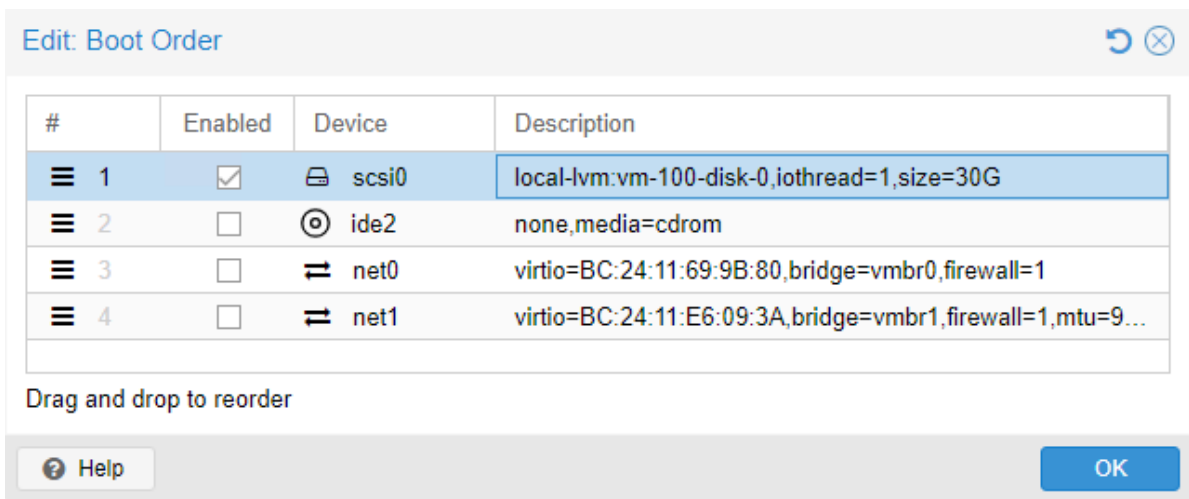 Edit: Boot Order
# Enabled Device Description
1 scsi0 local-lvm:vm-100-disk-0,iothread=1,size=30G
2 ide2 none,media=cdrom
3 net0 virtio=BC:24:11:69:9B:80,bridge=vmbr0,firewall=1
4 net1 virtio=BC:24:11:E6:09:3A,bridge=vmbr1,firewall=1,mtu=9...
Drag and drop to reorder
Help OK